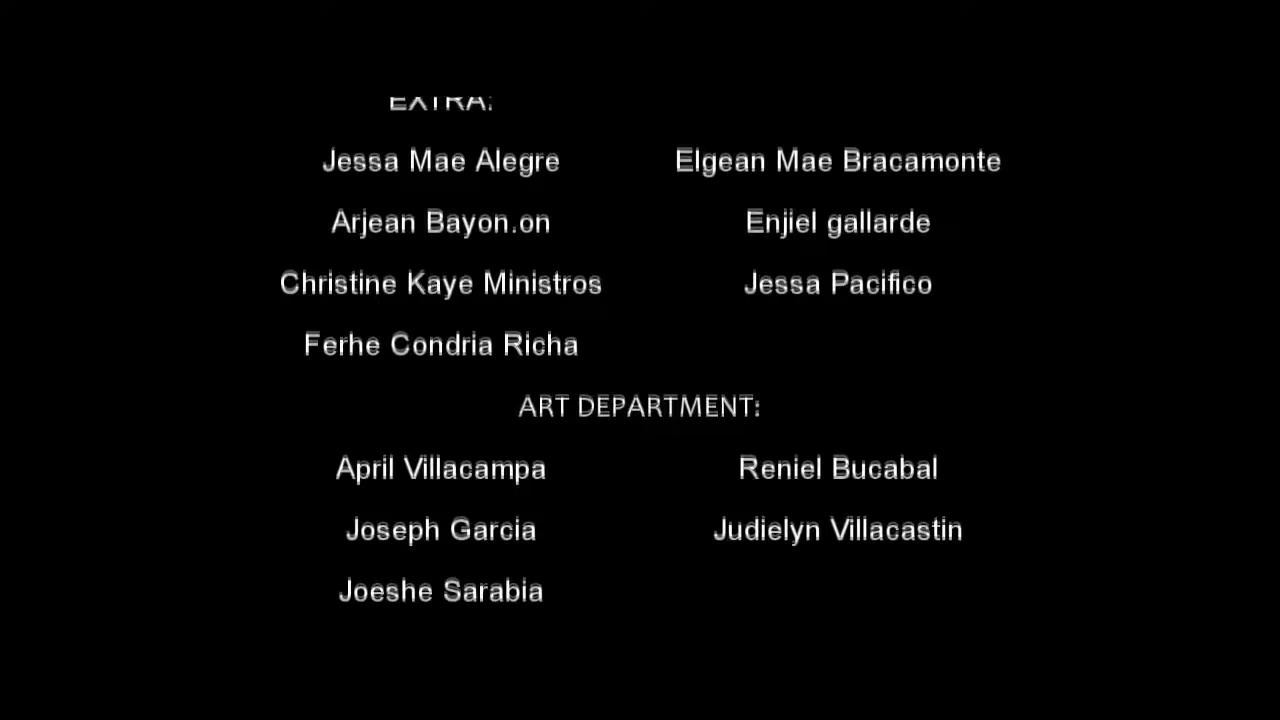 EXTRA:
Jessa Mae Alegre Elgean Mae Bracamonte
Arjean Bayon.on Enjiel gallarde
Christine Kaye Ministros Jessa Pacifico
Ferhe Condria Richa
ART DEPARTMENT:
April Villacampa Reniel Bucabal
Joseph Garcia Judielyn Villacastin
Joeshe Sarabia